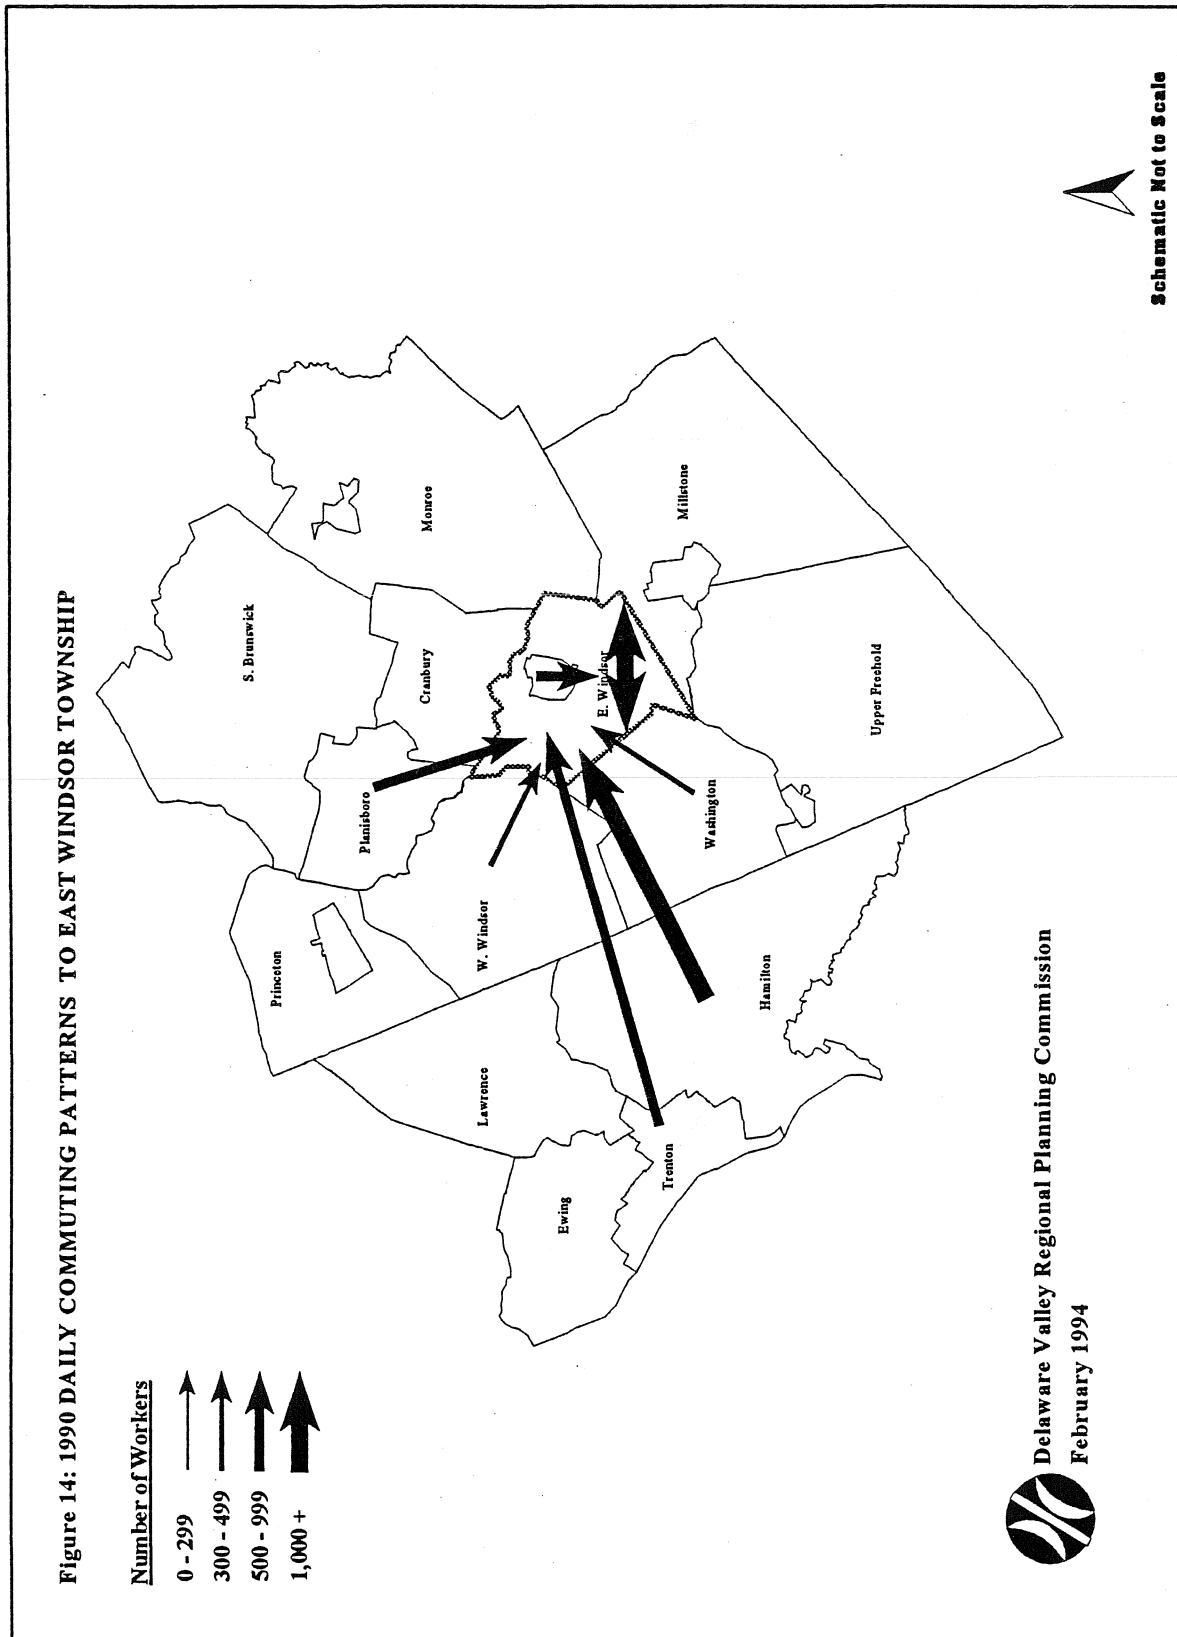 Figure 14: 1990 DAILY COMMUTING PATTERNS TO EAST WINDSOR TOWNSHIP
Number of Workers
0 - 299
300 - 499
500 - 999
1,000 +
S. Brunswick
Monroe
Cranbury
Plainsboro
Princeton
W. Windsor
Lawrence
Ewing
Trenton
Hamilton
Washington
E. Windsor
Millstone
Upper Freehold
Delaware Valley Regional Planning Commission
February 1994
Schematic Not to Scale